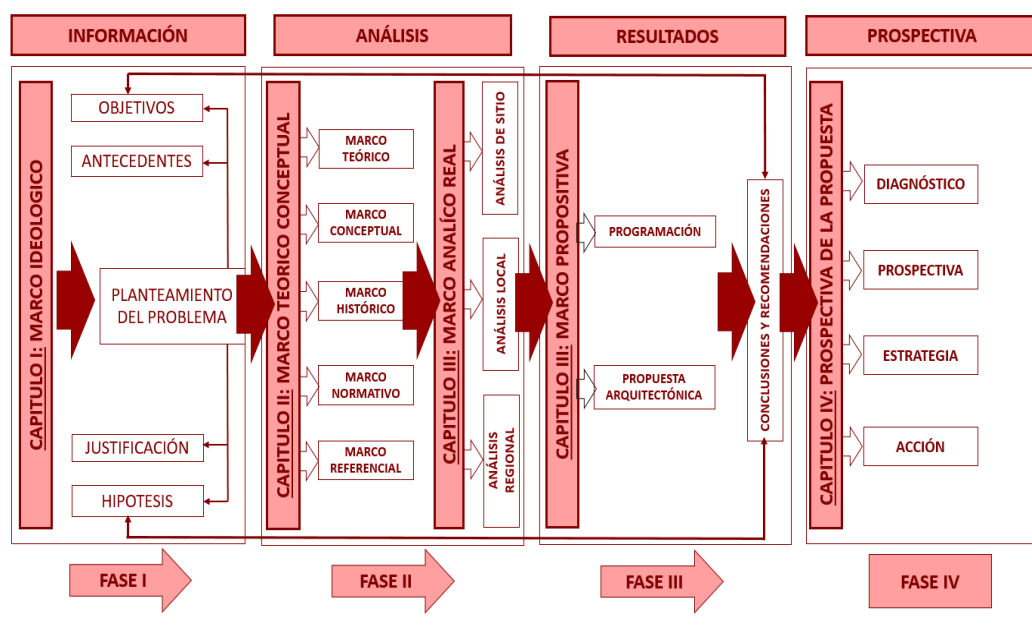 INFORMACIÓN
ANÁLISIS
RESULTADOS
PROSPECTIVA
CAPITULO I: MARCO IDEOLOGICO
OBJETIVOS
ANTECEDENTES
PLANTEAMIENTO
DEL PROBLEMA
JUSTIFICACIÓN
HIPOTESIS
CAPITULO II: MARCO TEORICO CONCEPTUAL
MARCO
TEÓRICO
MARCO
CONCEPTUAL
MARCO
HISTÓRICO
MARCO
NORMATIVO
MARCO
REFERENCIAL
CAPITULO III: MARCO ANALÍCO REAL
ANÁLISIS DE SITIO
ANÁLISIS LOCAL
ANÁLISIS
REGIONAL
CAPITULO III: MARCO PROPOSITIVA
PROGRAMACIÓN
PROPUESTA
ARQUITECTÓNICA
CONCLUSIONES Y RECOMENDACIONES
CAPITULO IV: PROSPECTIVA DE LA PROPUESTA
DIAGNÓSTICO
PROSPECTIVA
ESTRATEGIA
ACCIÓN
FASE I
FASE II
FASE III
FASE IV